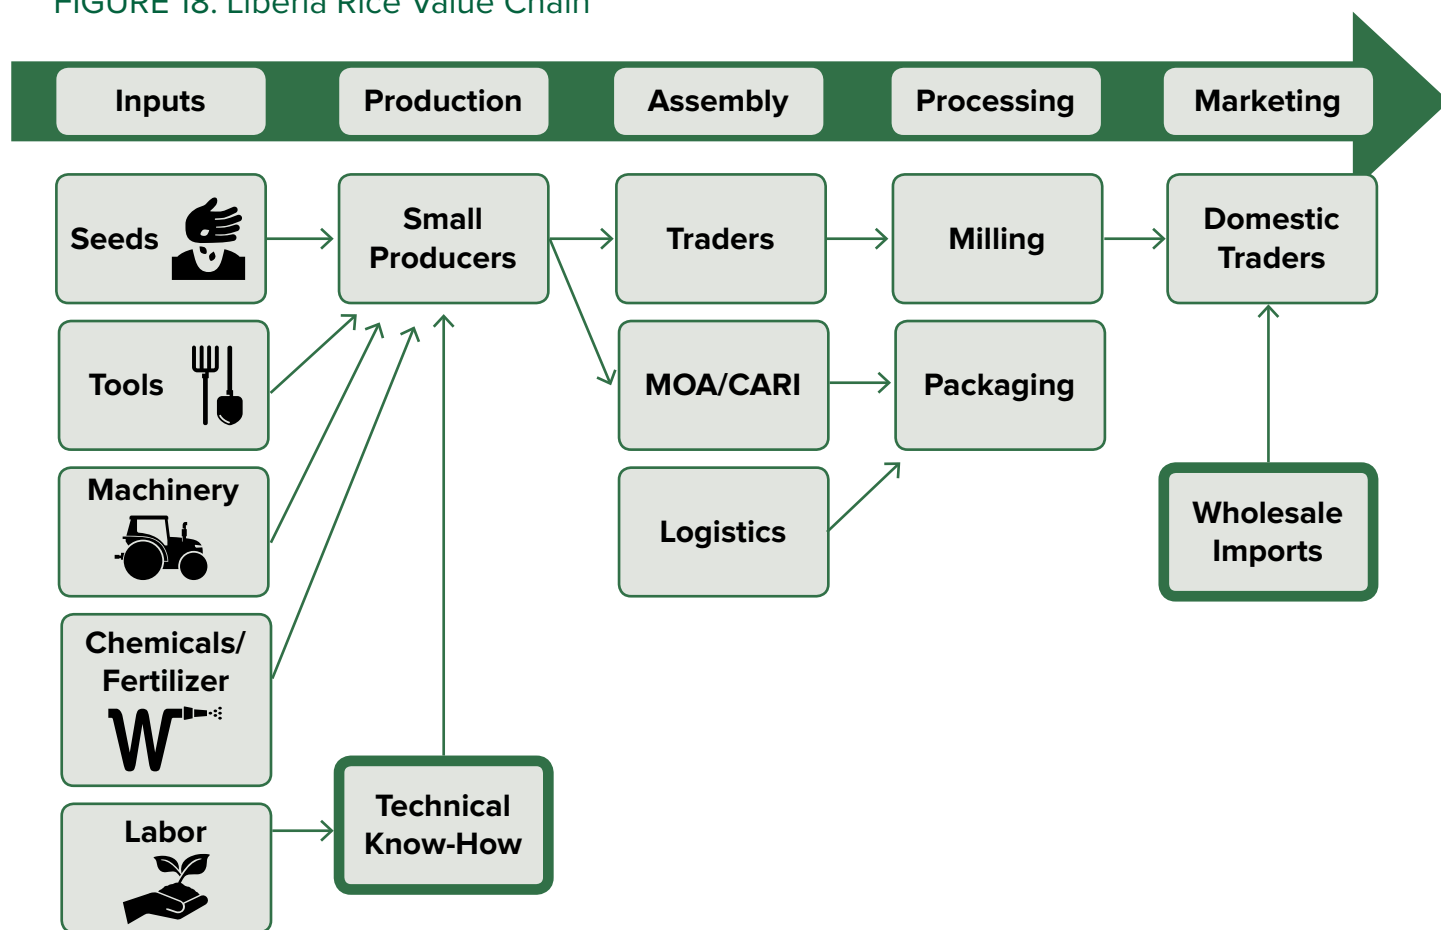 FIGURE 18. Liberia Rice Value Chain
Inputs
Production
Assembly
Processing
Marketing
Seeds
Small
Producers
Traders
Milling
Domestic
Traders
Tools
MOA/CARI
Packaging
Machinery
Logistics
Wholesale
Imports
Chemicals/
Fertilizer
Technical
Know-How
Labor